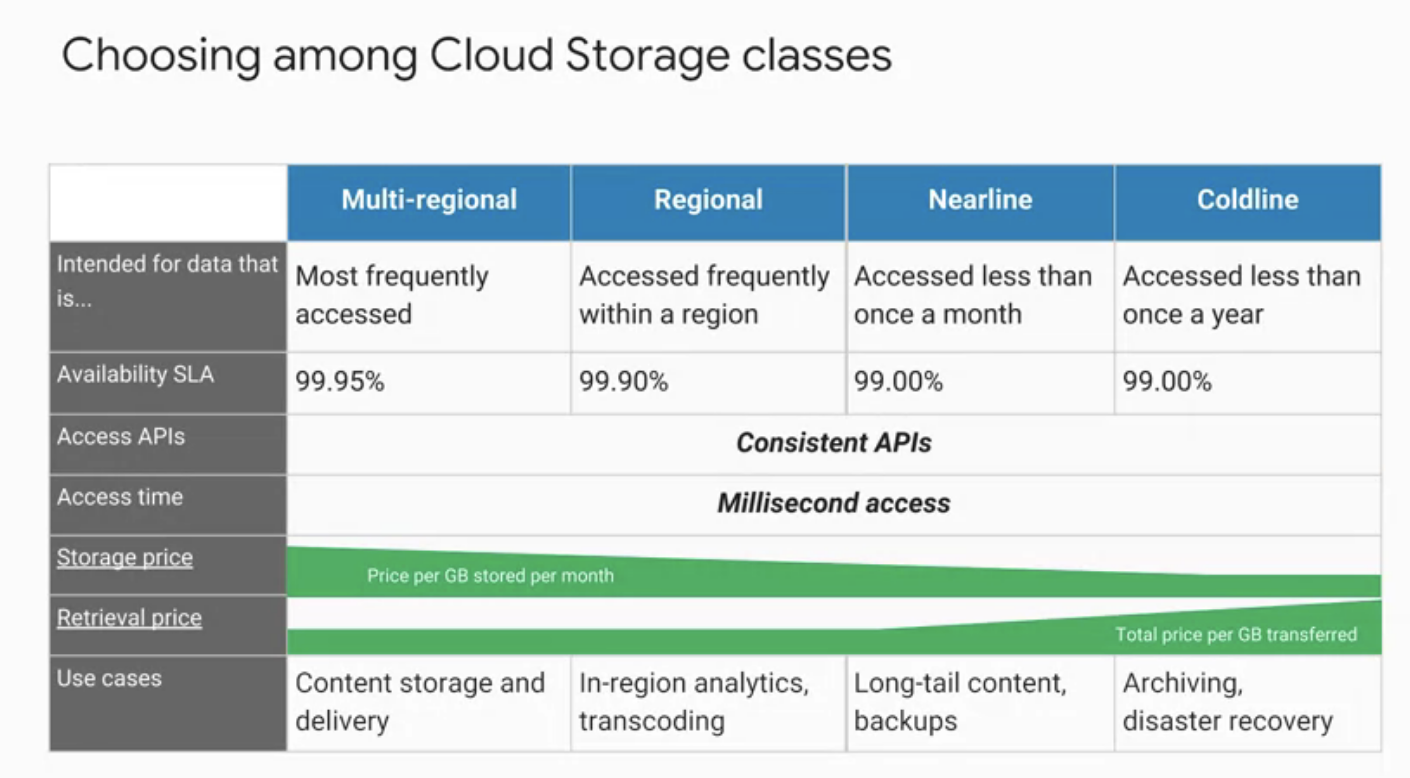 Choosing among Cloud Storage classes
Multi-regional
Regional
Nearline
Coldline
Intended for data that
is...
Most frequently
accessed
Accessed frequently
within a region
Accessed less than
once a month
Accessed less than
once a year
Availability SLA
99.95%
99.90%
99.00%
99.00%
Access APIs
Consistent APIs
Access time
Millisecond access
Storage price
Price per GB stored per month
Retrieval price
Total price per GB transferred
Use cases
Content storage and
delivery
In-region analytics,
transcoding
Long-tail content,
backups
Archiving,
disaster recovery